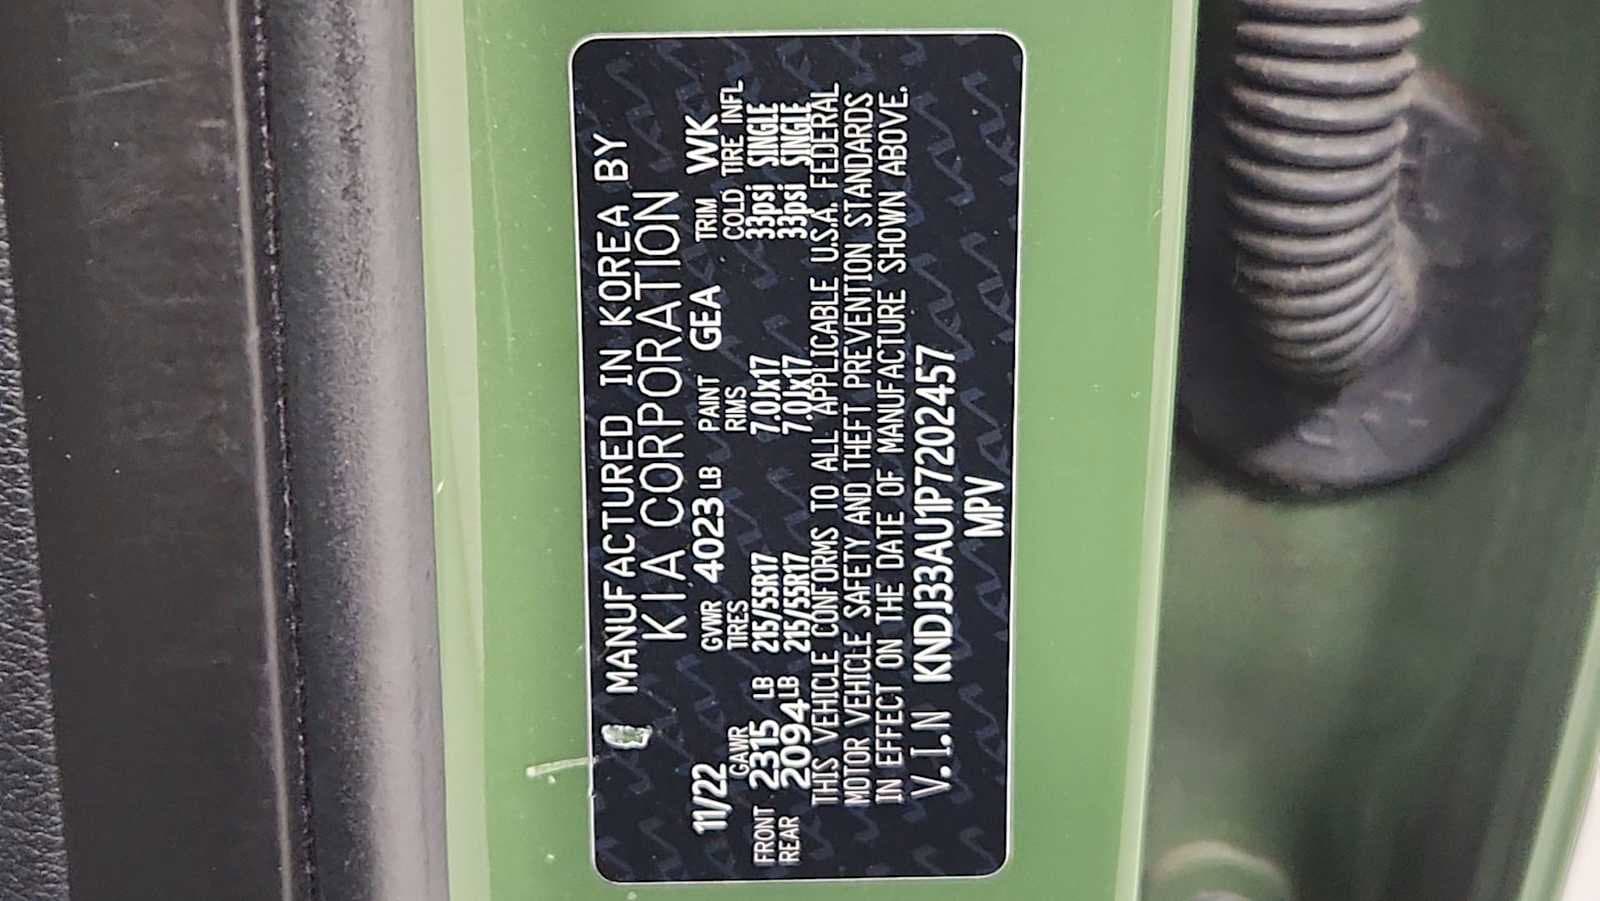 MANUFACTURED IN KOREA BY
KIA CORPORATION
11/22 GVWR 4023 LB PAINT GEA TRIM WK
GAWR TIRES RIMS COLD TIRE INFL
FRONT 2315 LB 215/55R17 7.0Jx17 33psi SINGLE
REAR 2094 LB 215/55R17 7.0Jx17 33psi SINGLE
THIS VEHICLE CONFORMS TO ALL APPLICABLE U.S.A. FEDERAL
MOTOR VEHICLE SAFETY AND THEFT PREVENTION STANDARDS
IN EFFECT ON THE DATE OF MANUFACTURE SHOWN ABOVE.
V.I.N KNDJ33AU1P7202457
MPV